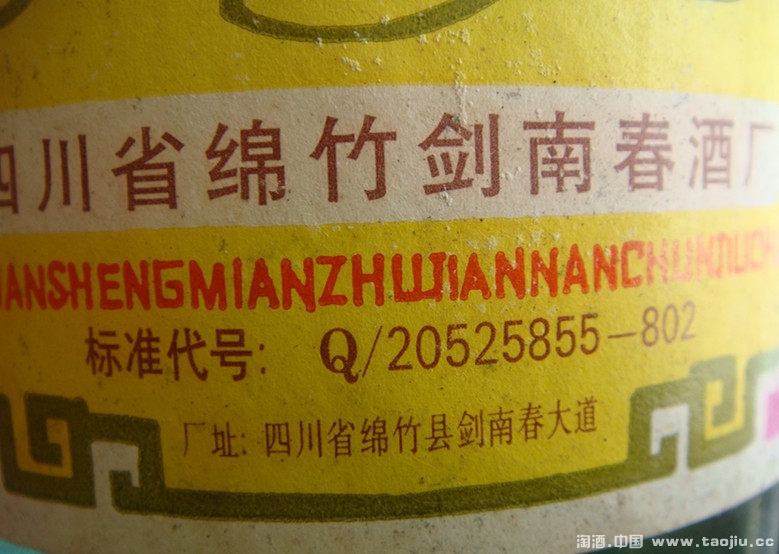 四川省绵竹剑南春酒厂
UANSHENGMIANZHUJIANNANCHUNJIUCHA
标准代号: Q/20525855-802
厂址: 四川省绵竹县剑南春大道
淘酒.中国 www.taojiu.cc